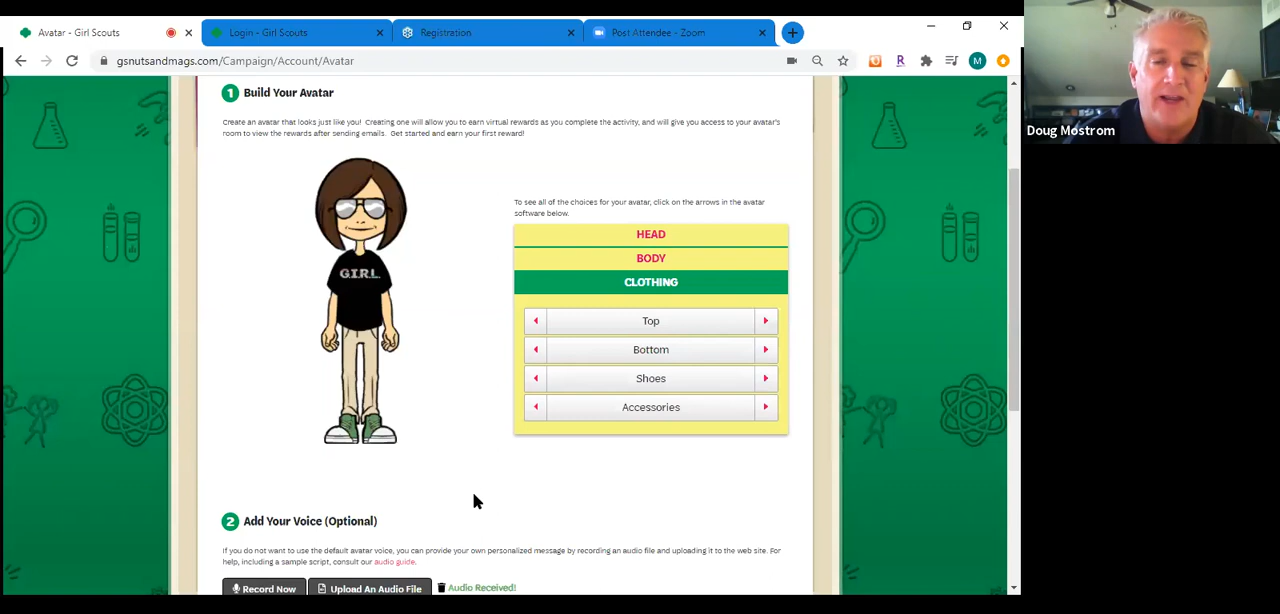 Avatar - Girl Scouts
Login - Girl Scouts
Registration
Post Attendee - Zoom
gsnutsandmags.com/Campaign/Account/Avatar
M
Doug Mostrom
1 Build Your Avatar
Create an avatar that looks just like you! Creating one will allow you to earn virtual rewards as you complete the activity, and will give you access to your avatar's
room to view the rewards after sending emails. Get started and earn your first reward!
G.I.R.L.
To see all of the choices for your avatar, click on the arrows in the avatar
software below.
HEAD
BODY
CLOTHING
Top
Bottom
Shoes
Accessories
2 Add Your Voice (Optional)
If you do not want to use the default avatar voice, you can provide your own personalized message by recording an audio file and uploading it to the web site. For
help, including a sample script, consult our audio guide.
Record Now
Upload An Audio File
Audio Received!